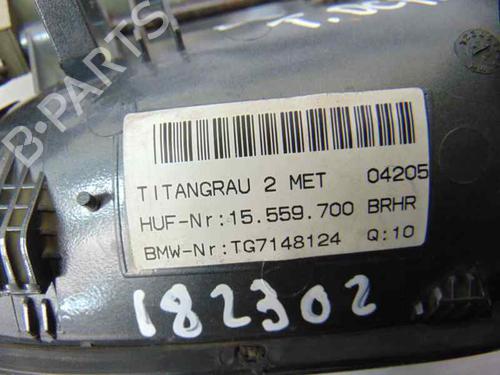 B-PARTS
TITANGRAU 2 MET 04205
HUF-Nr:15.559.700 BRHR
BMW-Nr:TG7148124 Q:10
182302